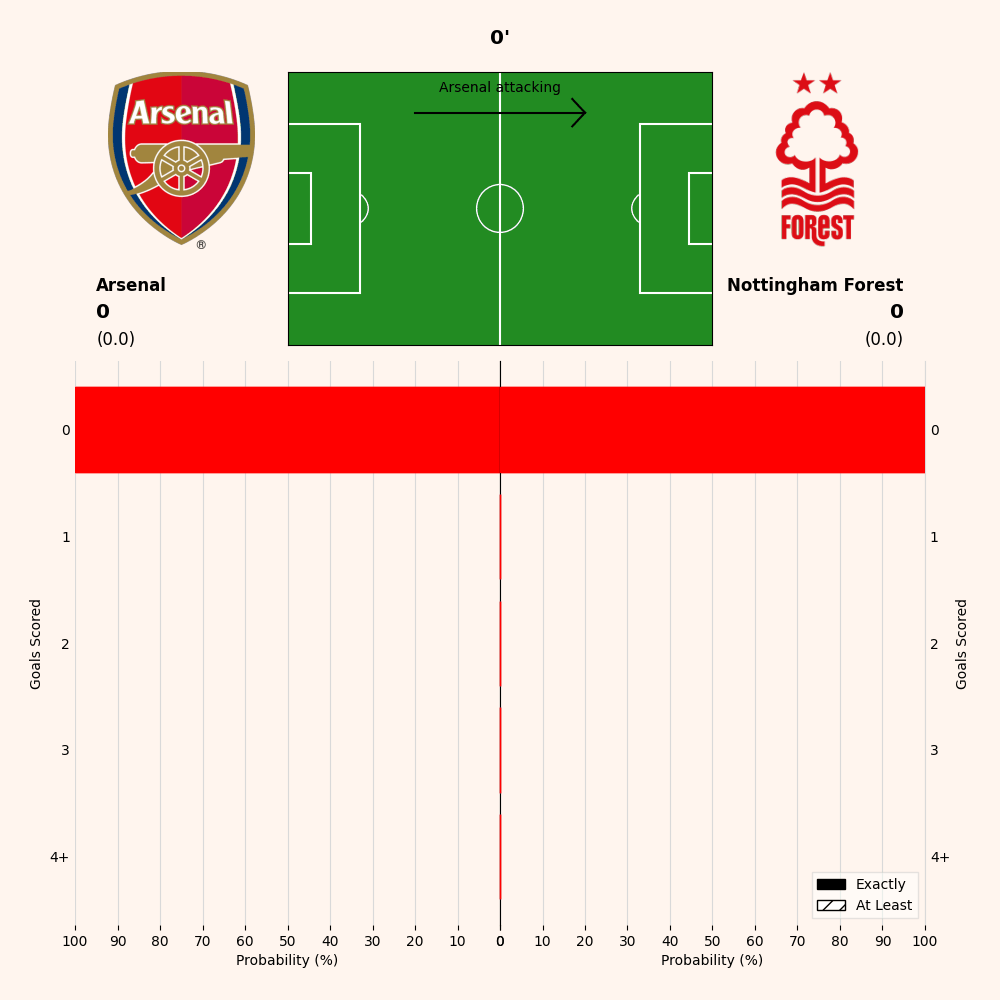 0'
Arsenal attacking
Arsenal
®
FOREST
Arsenal
0
(0.0)
Nottingham Forest
0
(0.0)
0
1
2
3
4+
Goals Scored
0
1
2
3
4+
Goals Scored
Exactly
At Least
100 90 80 70 60 50 40 30 20 10 0 10 20 30 40 50 60 70 80 90 100
Probability (%)
Probability (%)